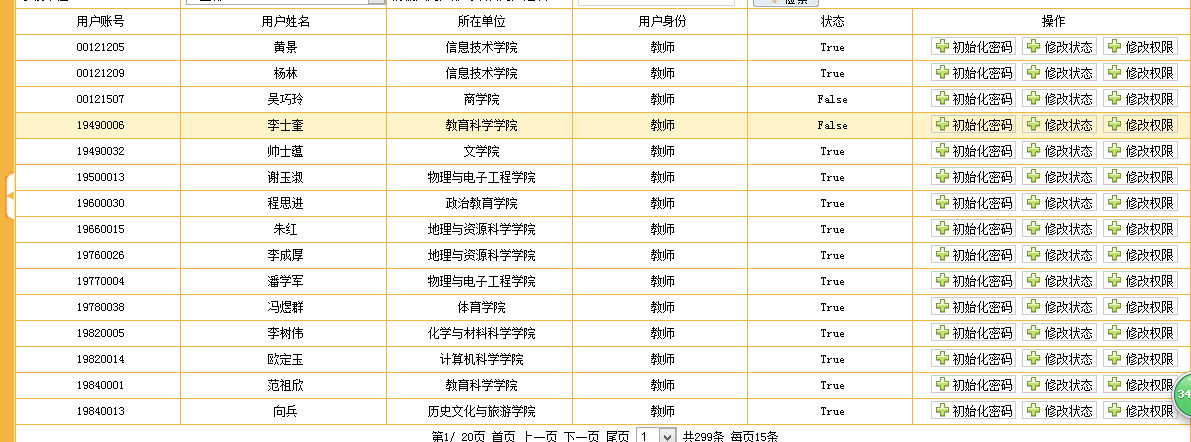 用户账号 用户姓名 所在单位 用户身份 状态 操作
00121205 黄景 信息技术学院 教师 True 初始化密码 修改状态 修改权限
00121209 杨林 信息技术学院 教师 True 初始化密码 修改状态 修改权限
00121507 吴巧玲 商学院 教师 False 初始化密码 修改状态 修改权限
19490006 李士奎 教育科学学院 教师 False 初始化密码 修改状态 修改权限
19490032 帅士蕴 文学院 教师 True 初始化密码 修改状态 修改权限
19500013 谢玉淑 物理与电子工程学院 教师 True 初始化密码 修改状态 修改权限
19600030 程思进 政治教育学院 教师 True 初始化密码 修改状态 修改权限
19660015 朱红 地理与资源科学学院 教师 True 初始化密码 修改状态 修改权限
19760026 李成厚 地理与资源科学学院 教师 True 初始化密码 修改状态 修改权限
19770004 潘学军 物理与电子工程学院 教师 True 初始化密码 修改状态 修改权限
19780038 冯煜群 体育学院 教师 True 初始化密码 修改状态 修改权限
19820005 李树伟 化学与材料科学学院 教师 True 初始化密码 修改状态 修改权限
19820014 欧定玉 计算机科学学院 教师 True 初始化密码 修改状态 修改权限
19840001 范祖欣 教育科学学院 教师 True 初始化密码 修改状态 修改权限
34
19840013 向兵 历史文化与旅游学院 教师 True 初始化密码 修改状态 修改权限
第1/ 20页 首页 上一页 下一页 尾页 1 共299条 每页15条